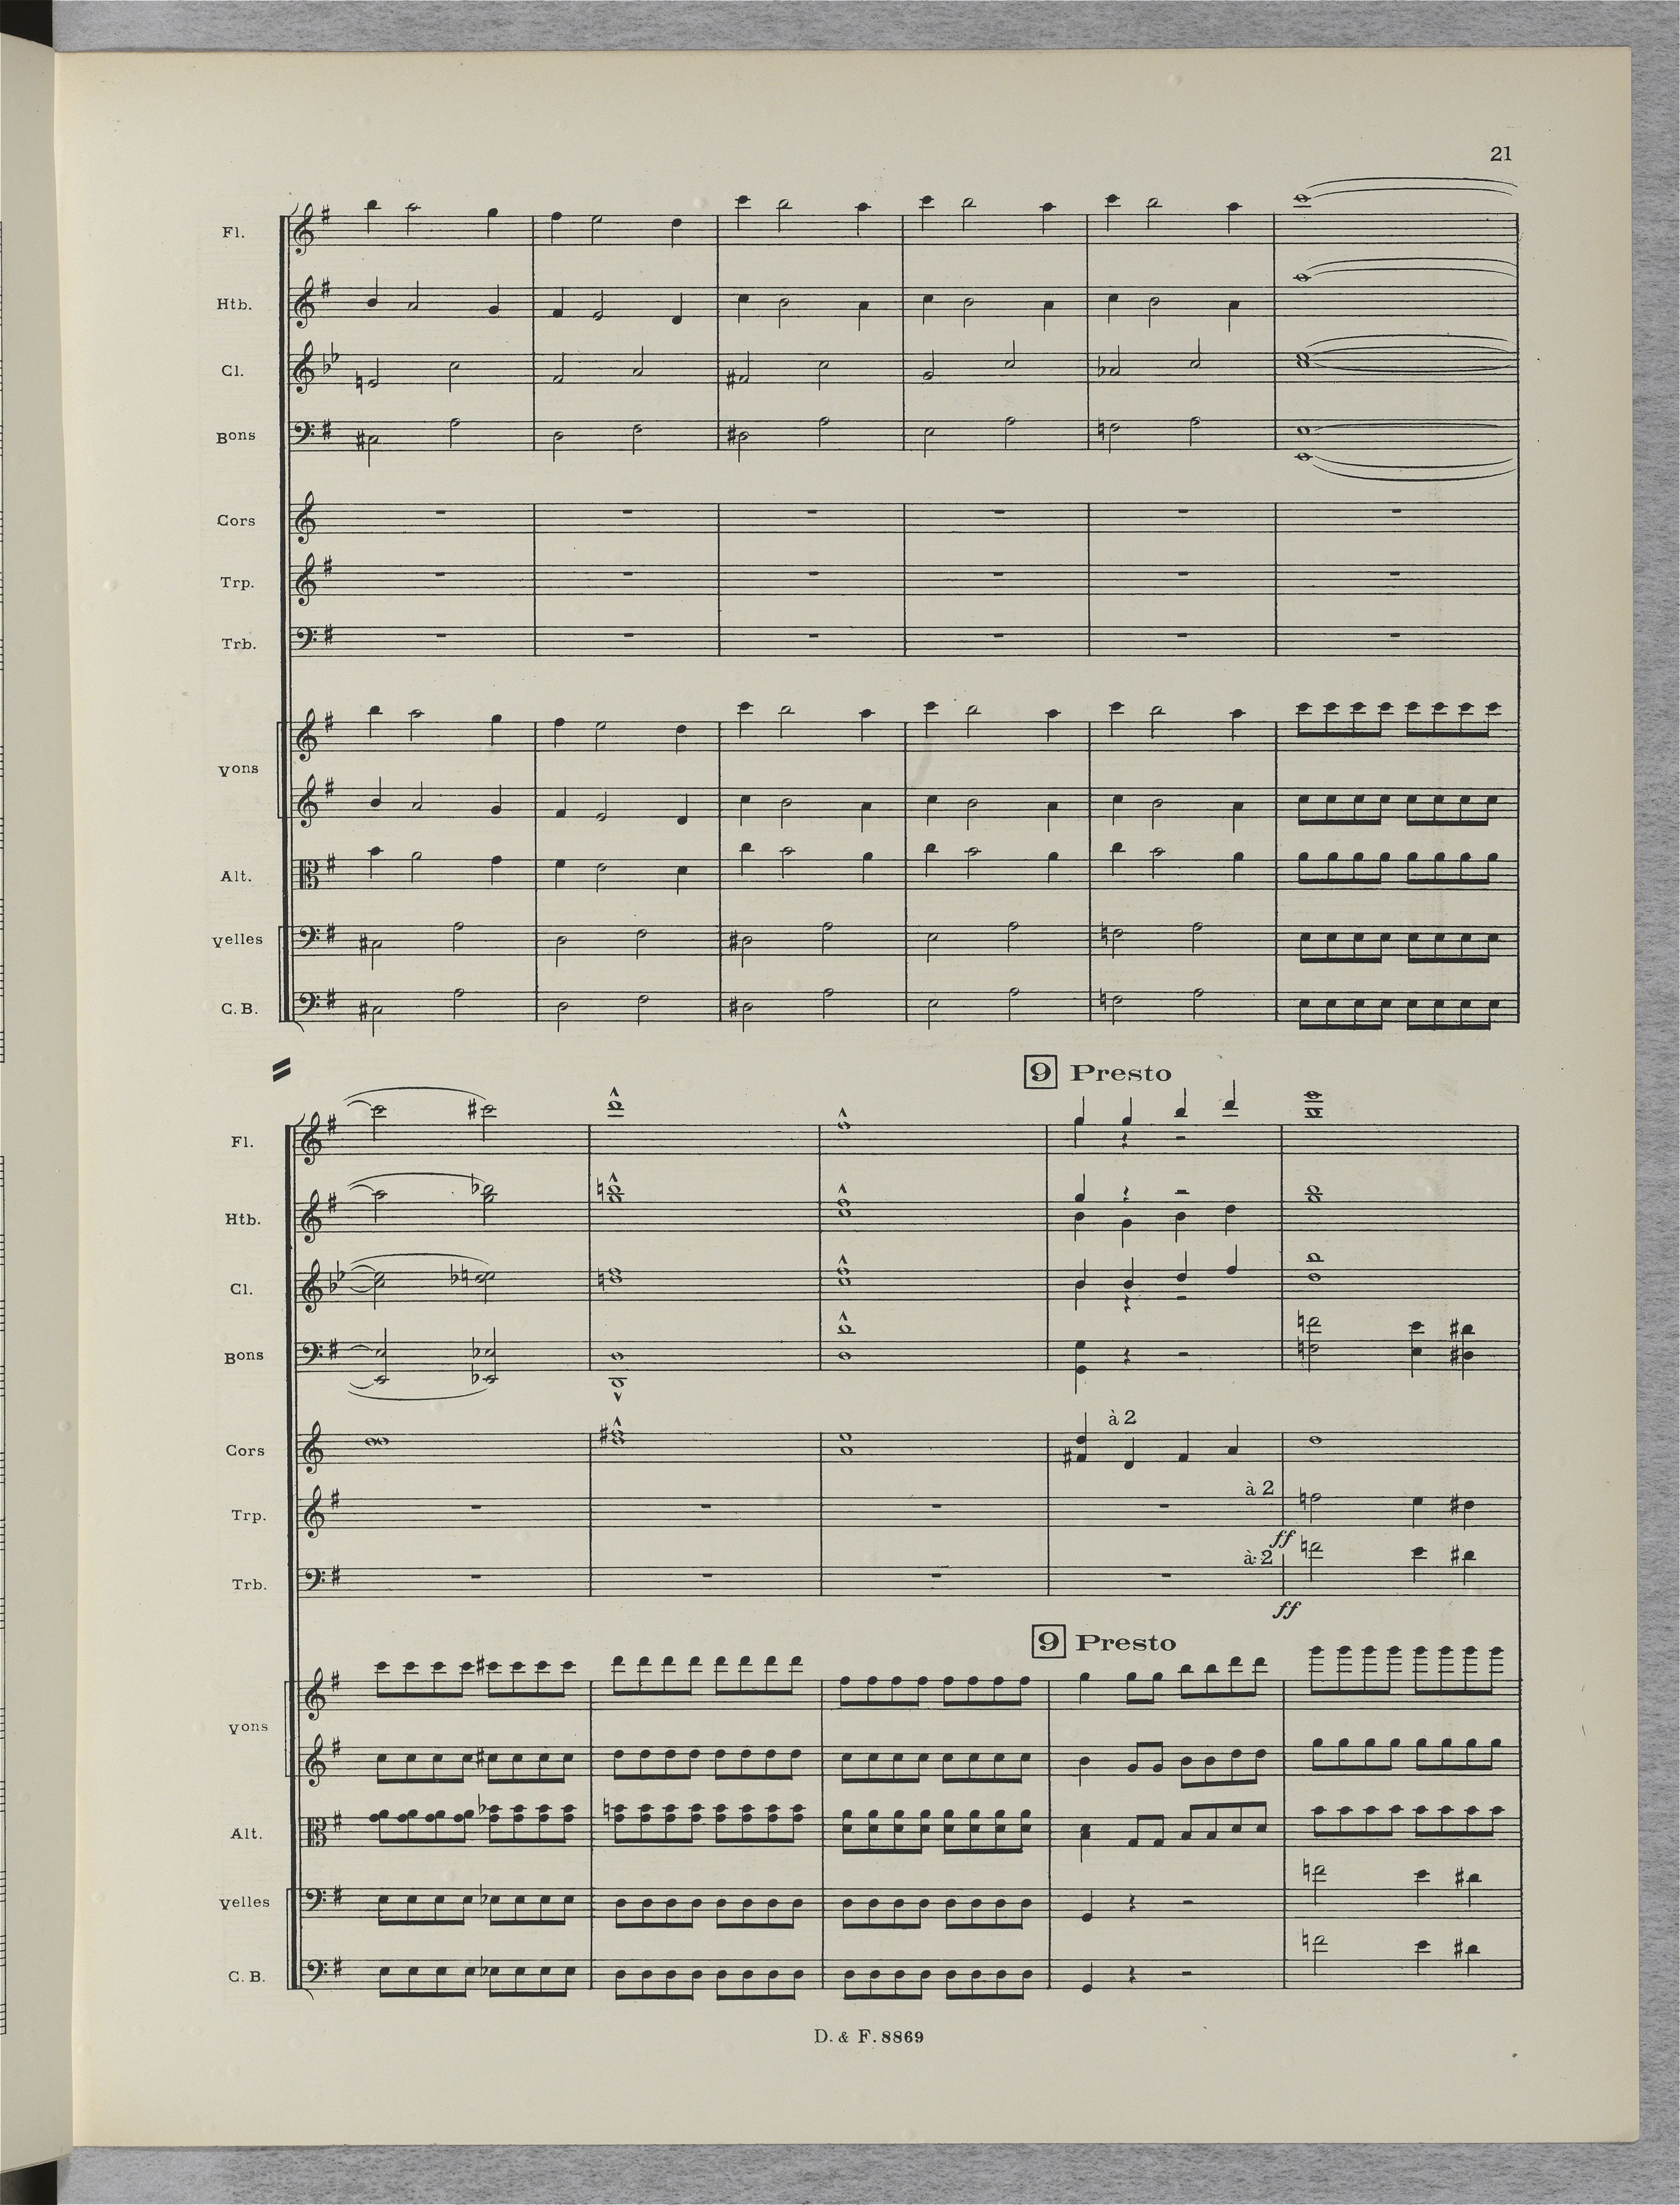 21
Fl.
Htb.
Cl.
Bons
Cors
Trp.
Trb.
Vons
Alt.
Velles
C. B.
9 Presto
Fl.
Htb.
Cl.
Bons
à 2
Cors
à 2
Trp.
ff
à 2
Trb.
ff
9 Presto
Vons
Alt.
Velles
C. B.
D. & F. 8869